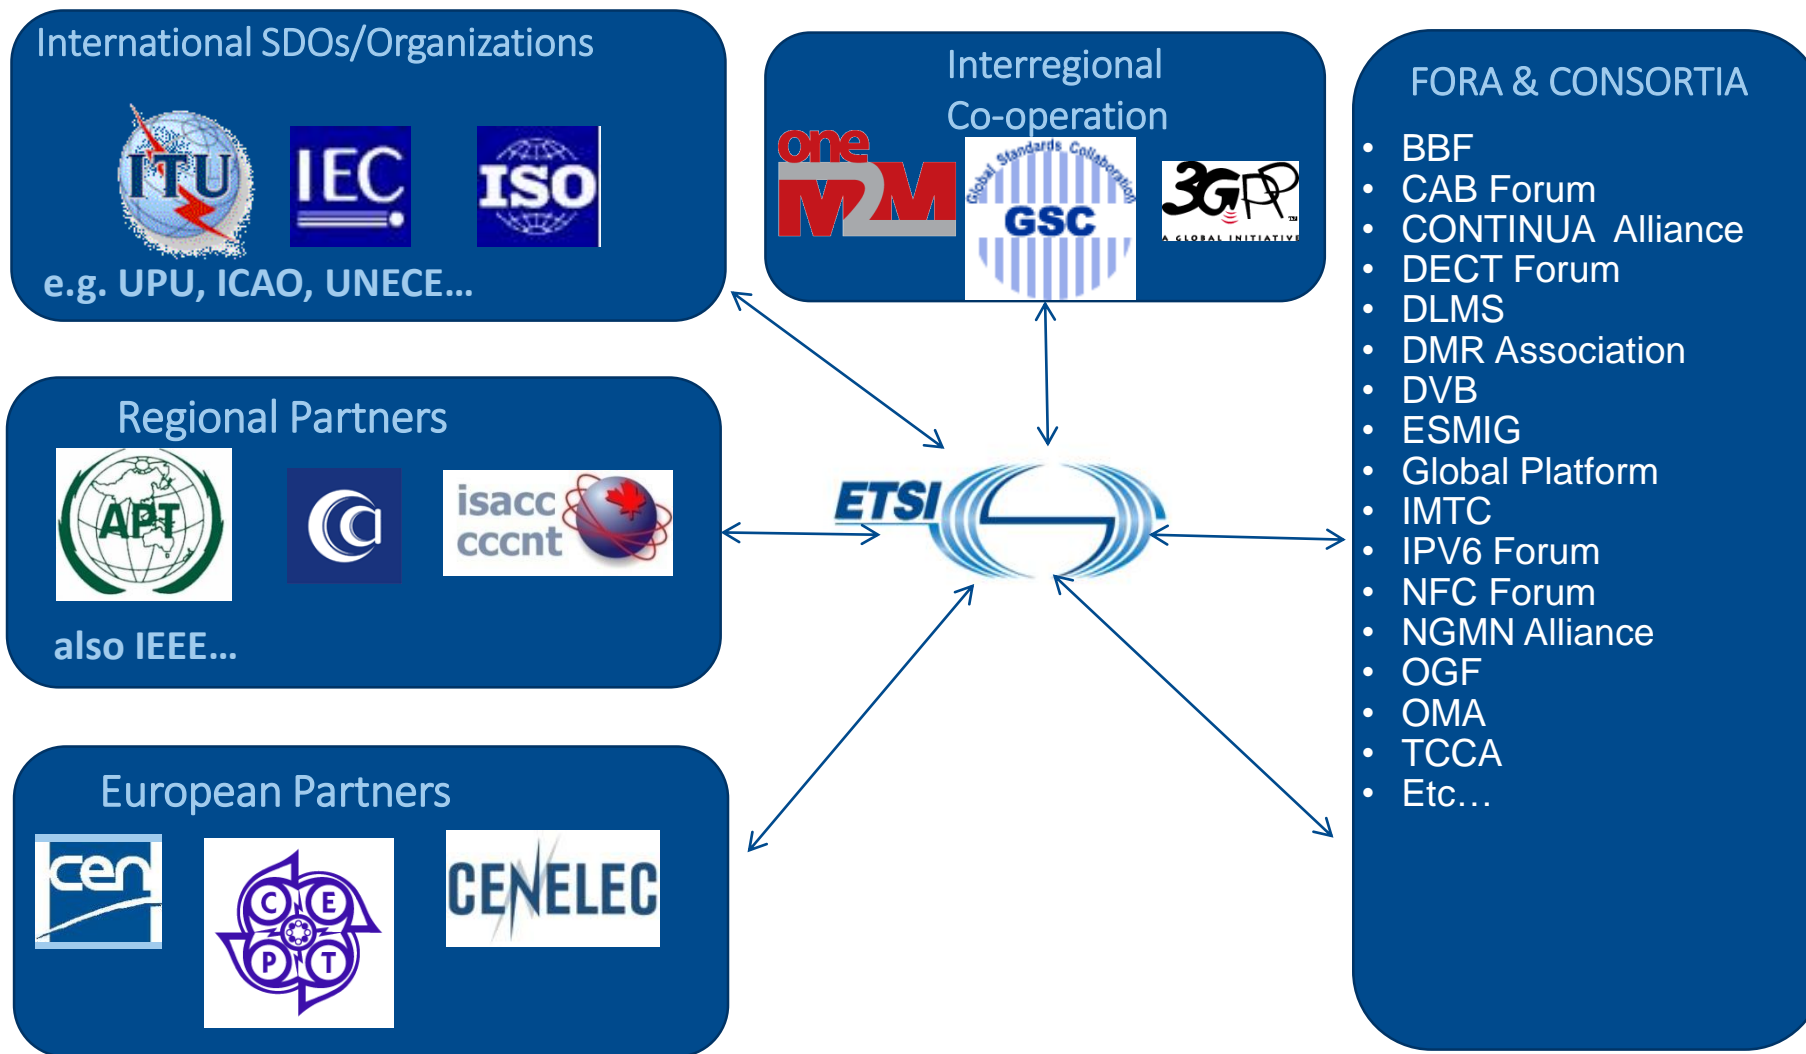 International SDOs/Organizations
ITU
IEC
ISO
e.g. UPU, ICAO, UNECE…
Interregional
Co-operation
one
M2M
Global Standards Collaboration
GSC
3GPP
TM
A GLOBAL INITIATIVE
Regional Partners
APT
isacc
cccnt
also IEEE…
European Partners
cen
C E
P T
CENELEC
ETSI
FORA & CONSORTIA
• BBF
• CAB Forum
• CONTINUA Alliance
• DECT Forum
• DLMS
• DMR Association
• DVB
• ESMIG
• Global Platform
• IMTC
• IPV6 Forum
• NFC Forum
• NGMN Alliance
• OGF
• OMA
• TCCA
• Etc…